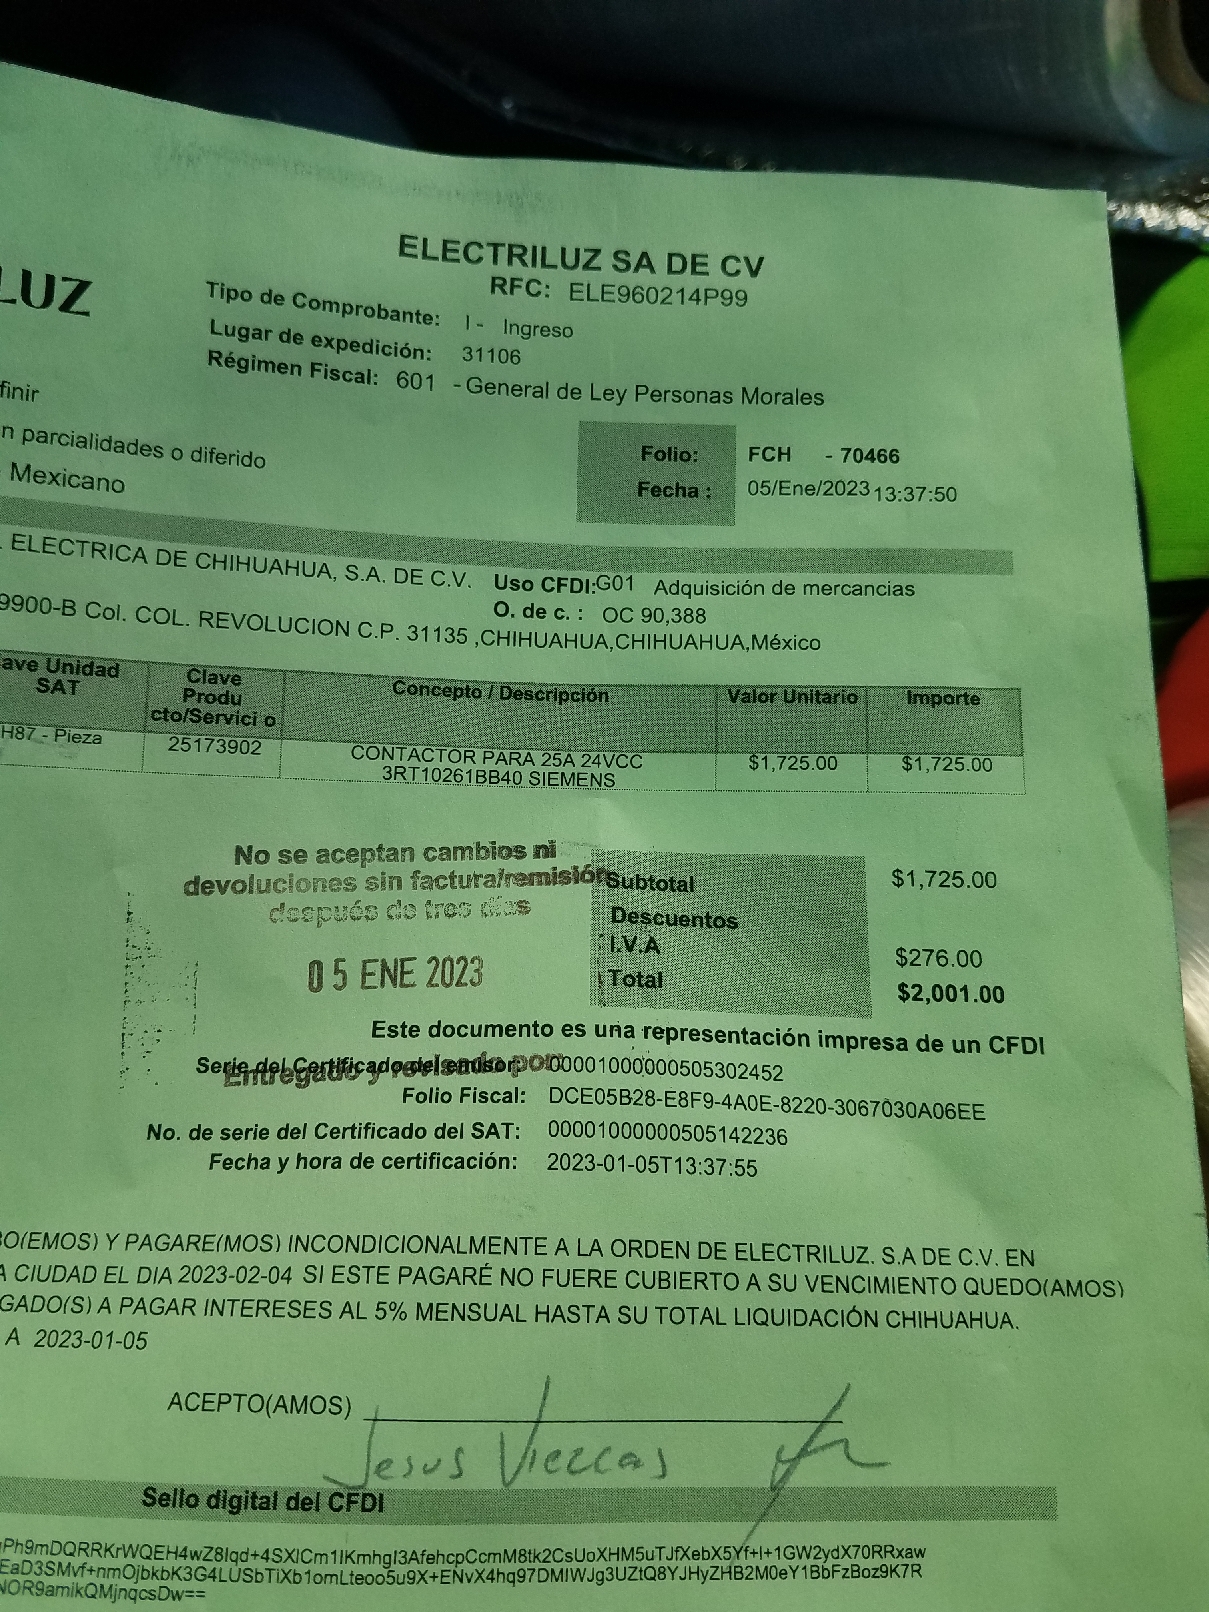 ELECTRILUZ SA DE CV
RFC: ELE960214P99
LUZ
Tipo de Comprobante: I - Ingreso
Lugar de expedición: 31106
Régimen Fiscal: 601 - General de Ley Personas Morales
finir
n parcialidades o diferido
Mexicano
Folio: FCH - 70466
Fecha : 05/Ene/2023 13:37:50
. ELECTRICA DE CHIHUAHUA, S.A. DE C.V. Uso CFDI:G01 Adquisición de mercancias
O. de c. : OC 90,388
9900-B Col. COL. REVOLUCION C.P. 31135 ,CHIHUAHUA,CHIHUAHUA,México
ave Unidad SAT
Clave Produ cto/Servici o
Concepto / Descripción
Valor Unitario
Importe
H87 - Pieza 25173902 CONTACTOR PARA 25A 24VCC $1,725.00 $1,725.00
3RT10261BB40 SIEMENS
No se aceptan cambios ni
devoluciones sin factura/remisión
después de tres días
05 ENE 2023
Subtotal $1,725.00
Descuentos
I.V.A $276.00
Total $2,001.00
Este documento es una representación impresa de un CFDI
Serie del Certificado del emisor: 00001000000505302452
Entregado y revisado por
Folio Fiscal: DCE05B28-E8F9-4A0E-8220-3067030A06EE
No. de serie del Certificado del SAT: 00001000000505142236
Fecha y hora de certificación: 2023-01-05T13:37:55
BO(EMOS) Y PAGARE(MOS) INCONDICIONALMENTE A LA ORDEN DE ELECTRILUZ. S.A DE C.V. EN
A CIUDAD EL DIA 2023-02-04 SI ESTE PAGARÉ NO FUERE CUBIERTO A SU VENCIMIENTO QUEDO(AMOS)
GADO(S) A PAGAR INTERESES AL 5% MENSUAL HASTA SU TOTAL LIQUIDACIÓN CHIHUAHUA.
A 2023-01-05
ACEPTO(AMOS)
Jesus Viezcas
Sello digital del CFDI
Ph9mDQRRKrWQEH4wZ8Iqd+4SXICm1IKmhgI3AfehcpCcmM8tk2CsUoXHM5uTJfXebX5Yf+I+1GW2ydX70RRxaw
EaD3SMvf+nmOjbkbK3G4LUSbTiXb1omLteoo5u9X+ENvX4hq97DMIWJg3UZtQ8YJHyZHB2M0eY1BbFzBoz9K7R
NOR9amikQMjnqcsDw==